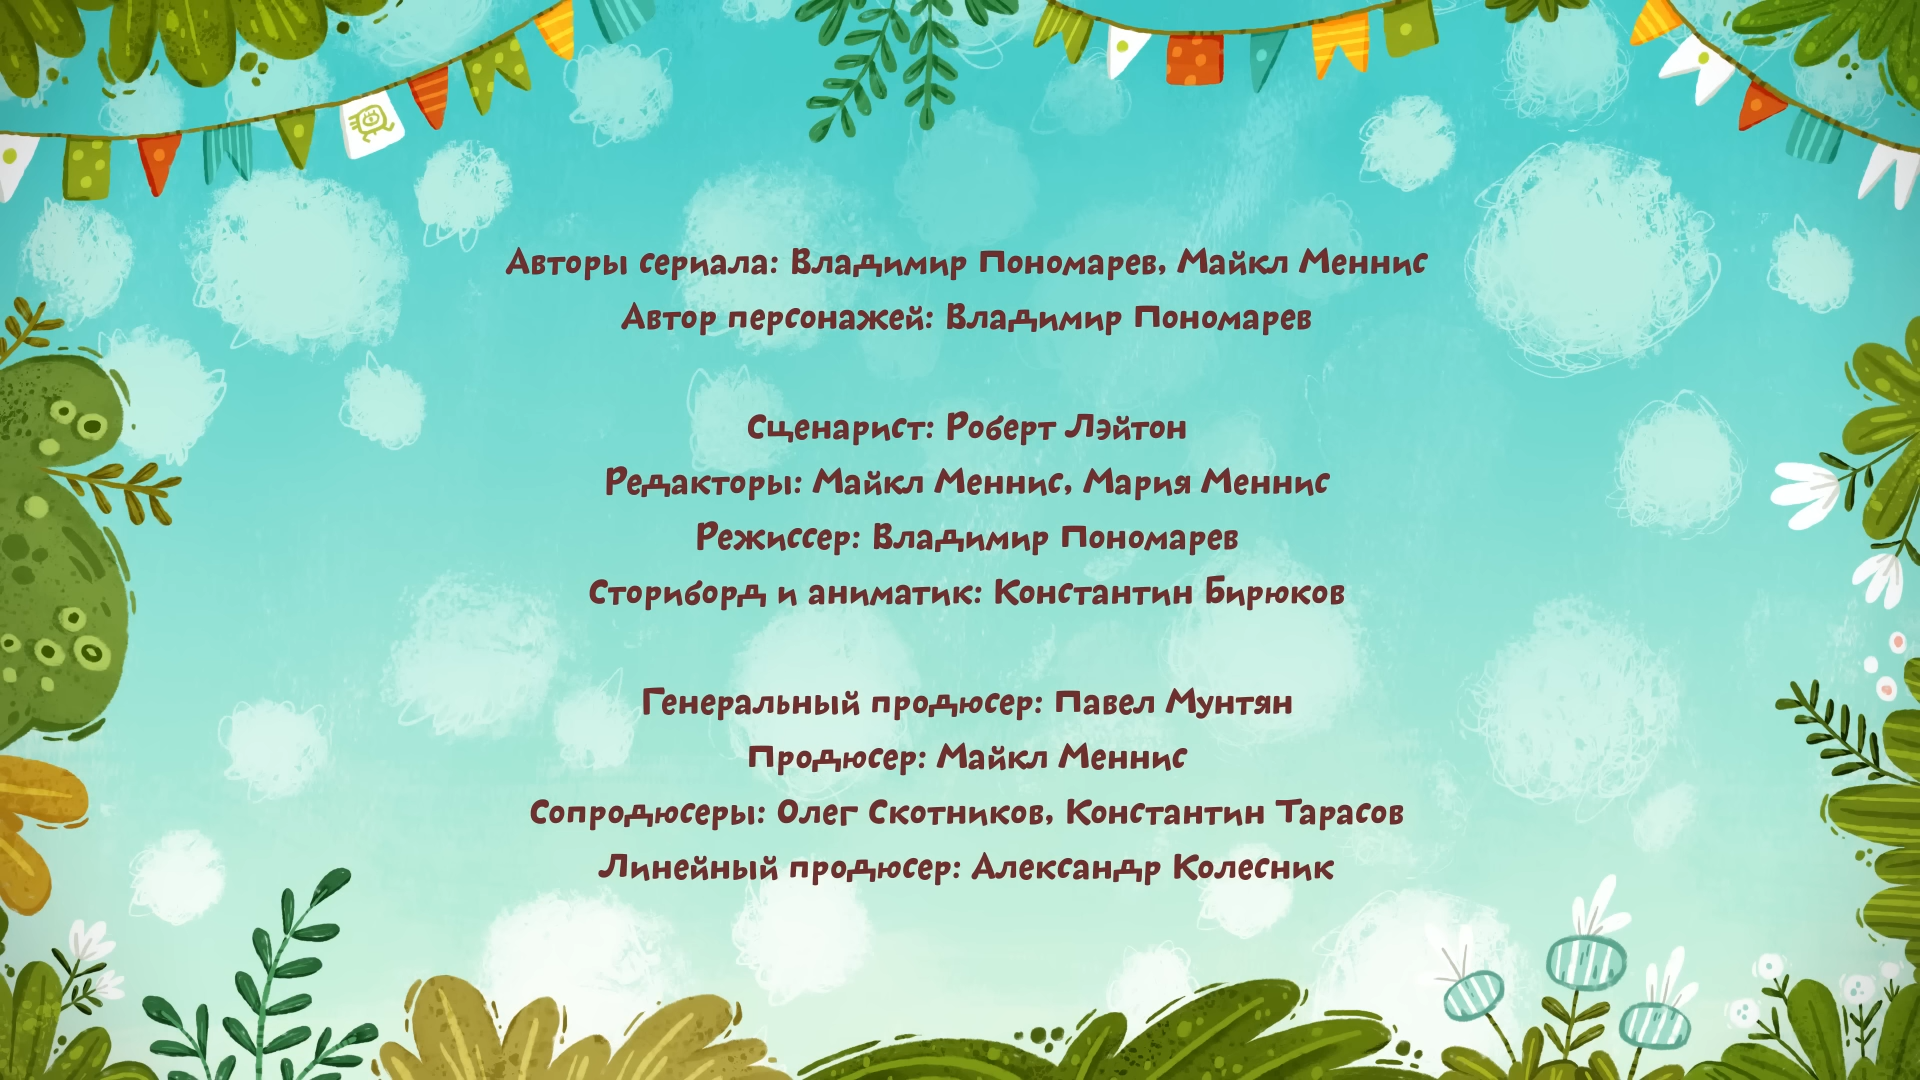 Авторы сериала: Владимир Пономарев, Майкл Меннис
Автор персонажей: Владимир Пономарев
Сценарист: Роберт Лэйтон
Редакторы: Майкл Меннис, Мария Меннис
Режиссер: Владимир Пономарев
Сториборд и аниматик: Константин Бирюков
Генеральный продюсер: Павел Мунтян
Продюсер: Майкл Меннис
Сопродюсеры: Олег Скотников, Константин Тарасов
Линейный продюсер: Александр Колесник